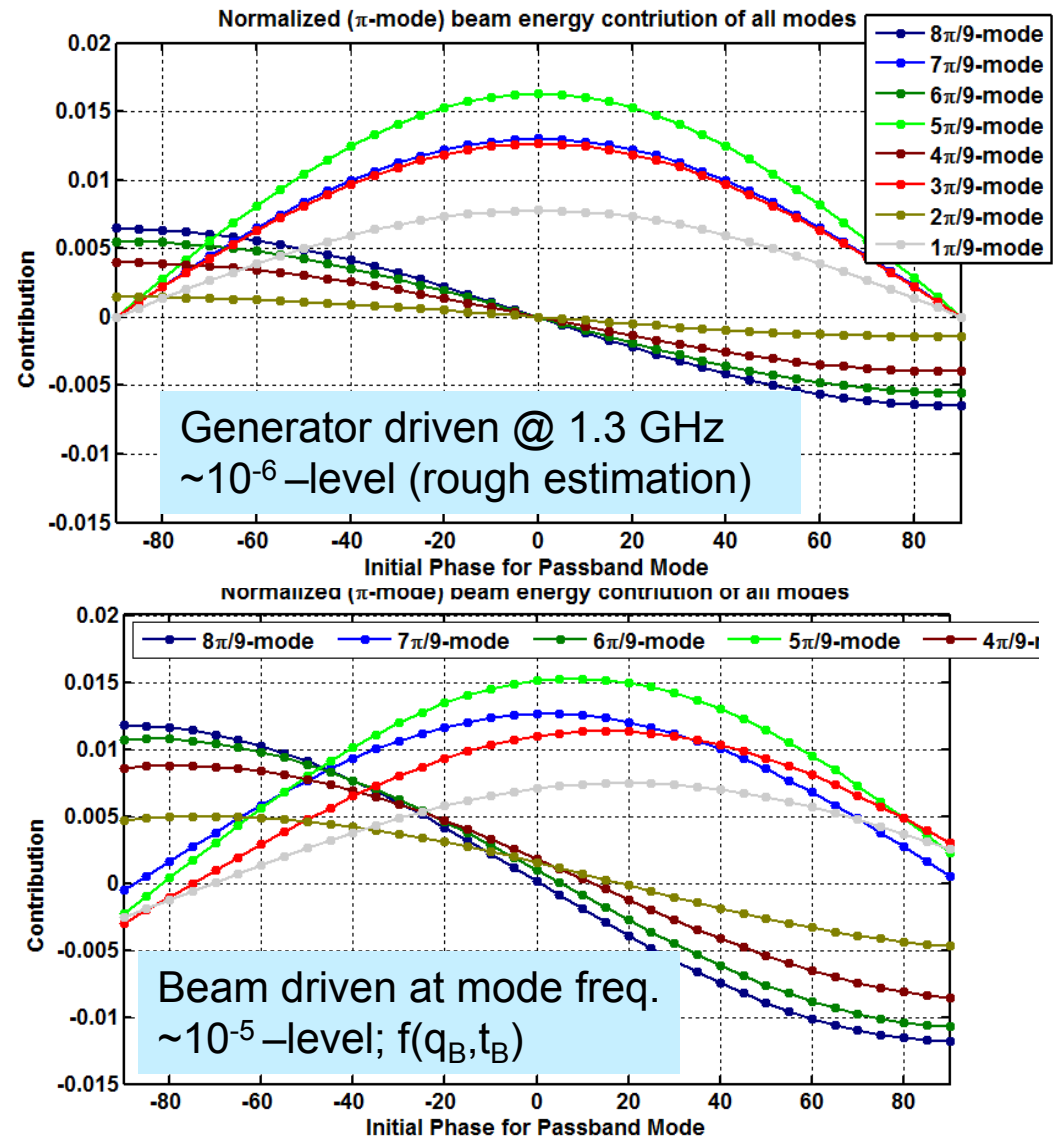 Normalized (π-mode) beam energy contriution of all modes
0.02
0.015
0.01
0.005
0
-0.005
-0.01
-0.015
Contribution
8π/9-mode
7π/9-mode
6π/9-mode
5π/9-mode
4π/9-mode
3π/9-mode
2π/9-mode
1π/9-mode
Generator driven @ 1.3 GHz
~10-6 –level (rough estimation)
-80 -60 -40 -20 0 20 40 60 80
Initial Phase for Passband Mode
Normalized (π-mode) beam energy contriution of all modes
0.02
0.015
0.01
0.005
0
-0.005
-0.01
-0.015
Contribution
8π/9-mode 7π/9-mode 6π/9-mode 5π/9-mode 4π/9-
Beam driven at mode freq.
~10-5 –level; f(qB,tB)
-80 -60 -40 -20 0 20 40 60 80
Initial Phase for Passband Mode